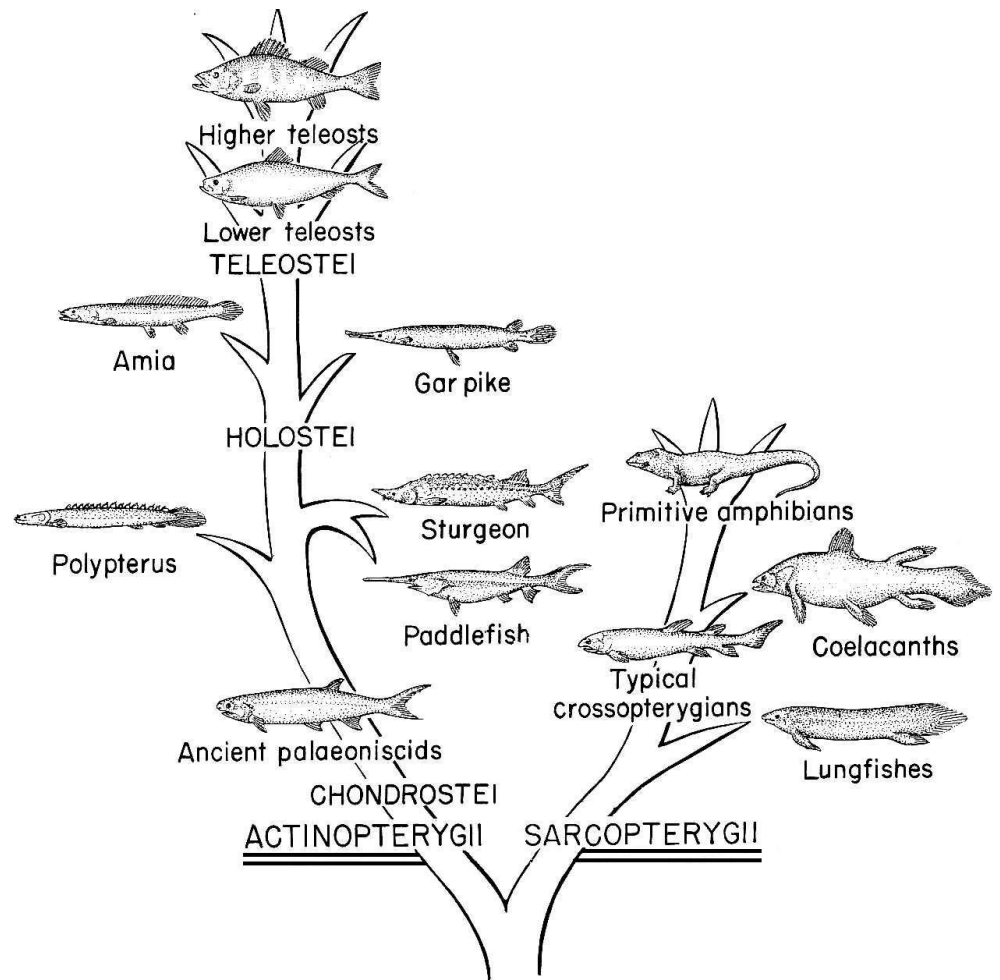 Higher teleosts
Lower teleosts
TELEOSTEI
Amia
Gar pike
HOLOSTEI
Sturgeon
Primitive amphibians
Polypterus
Paddlefish
Coelacanths
Typical
crossopterygians
Ancient palaeoniscids
Lungfishes
CHONDROSTEI
ACTINOPTERYGII
SARCOPTERYGII